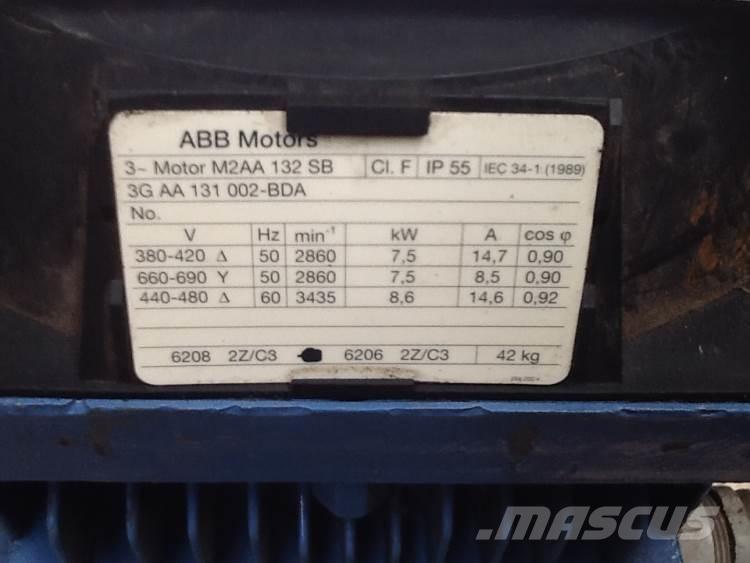 ABB Motors
3~ Motor M2AA 132 SB Cl. F IP 55 IEC 34-1 (1989)
3G AA 131 002-BDA
No.
V Hz min⁻¹ kW A cos φ
380-420 Δ 50 2860 7,5 14,7 0,90
660-690 Y 50 2860 7,5 8,5 0,90
440-480 Δ 60 3435 8,6 14,6 0,92
6208 2Z/C3 6206 2Z/C3 42 kg
MASCUS